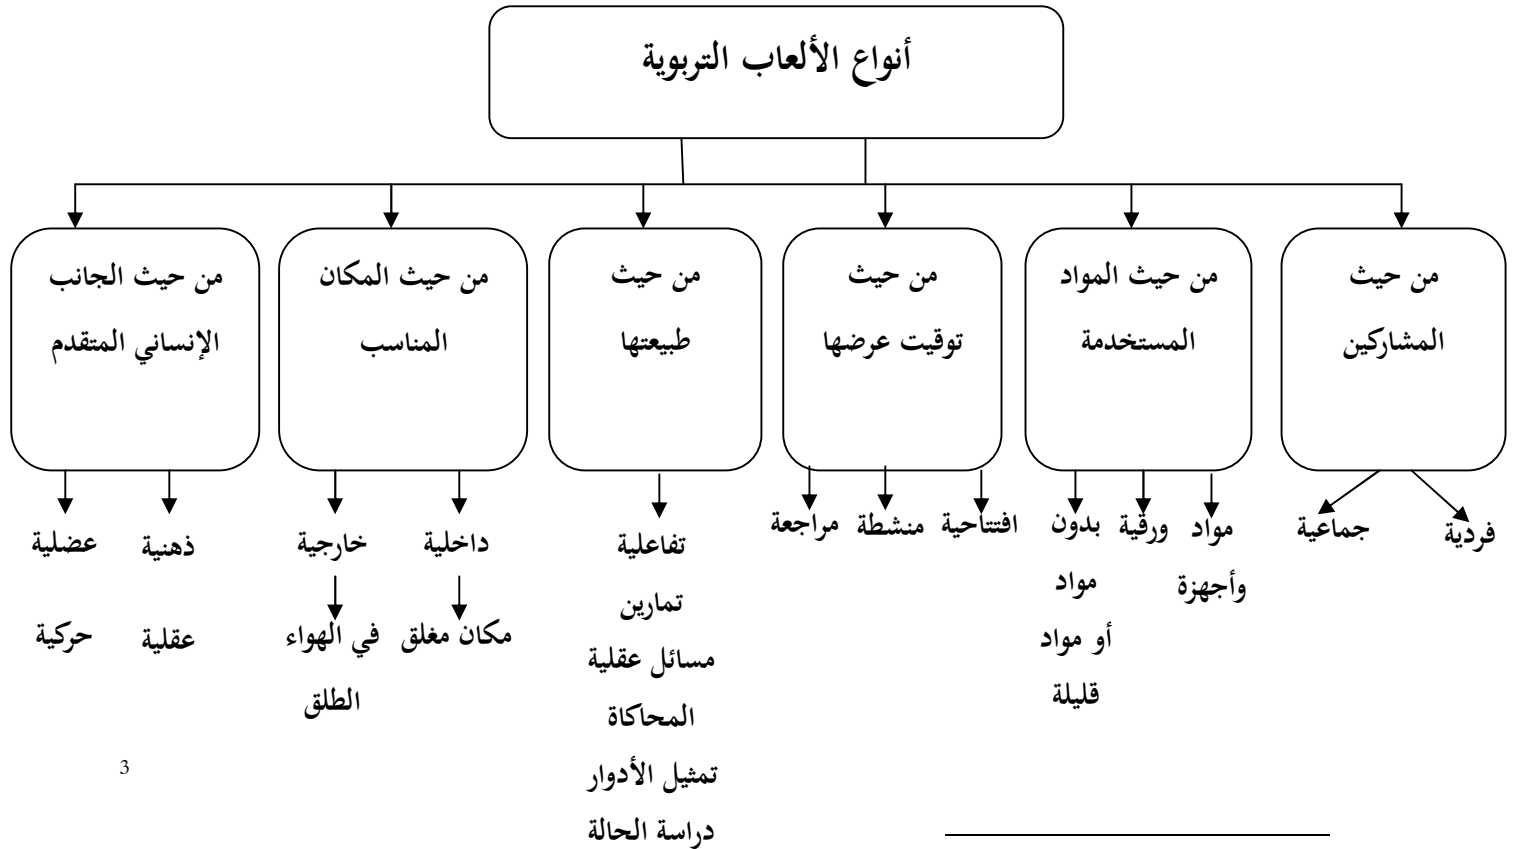 أنواع الألعاب التربوية
من حيث
المشاركين
من حيث المواد
المستخدمة
من حيث
توقيت عرضها
من حيث
طبيعتها
من حيث المكان
المناسب
من حيث الجانب
الإنساني المتقدم
فردية
جماعية
مواد
وأجهزة
ورقية
بدون
مواد
أو مواد
قليلة
افتتاحية
منشطة
مراجعة
تفاعلية
تمارين
مسائل عقلية
المحاكاة
تمثيل الأدوار
دراسة الحالة
داخلية
مكان مغلق
خارجية
في الهواء
الطلق
ذهنية
عقلية
عضلية
حركية
3